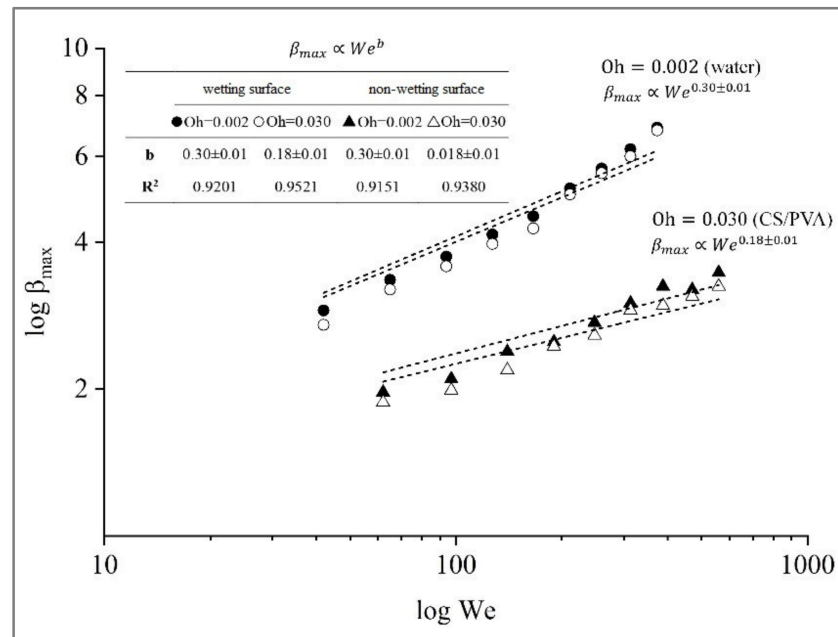 β_max ∝ We^b
wetting surface non-wetting surface
●Oh=0.002 ○Oh=0.030 ▲Oh=0.002 △Oh=0.030
b 0.30±0.01 0.18±0.01 0.30±0.01 0.018±0.01
R² 0.9201 0.9521 0.9151 0.9380
Oh = 0.002 (water)
β_max ∝ We^0.30±0.01
Oh = 0.030 (CS/PVA)
β_max ∝ We^0.18±0.01
log β_max
10
8
6
4
2
10 100 1000
log We